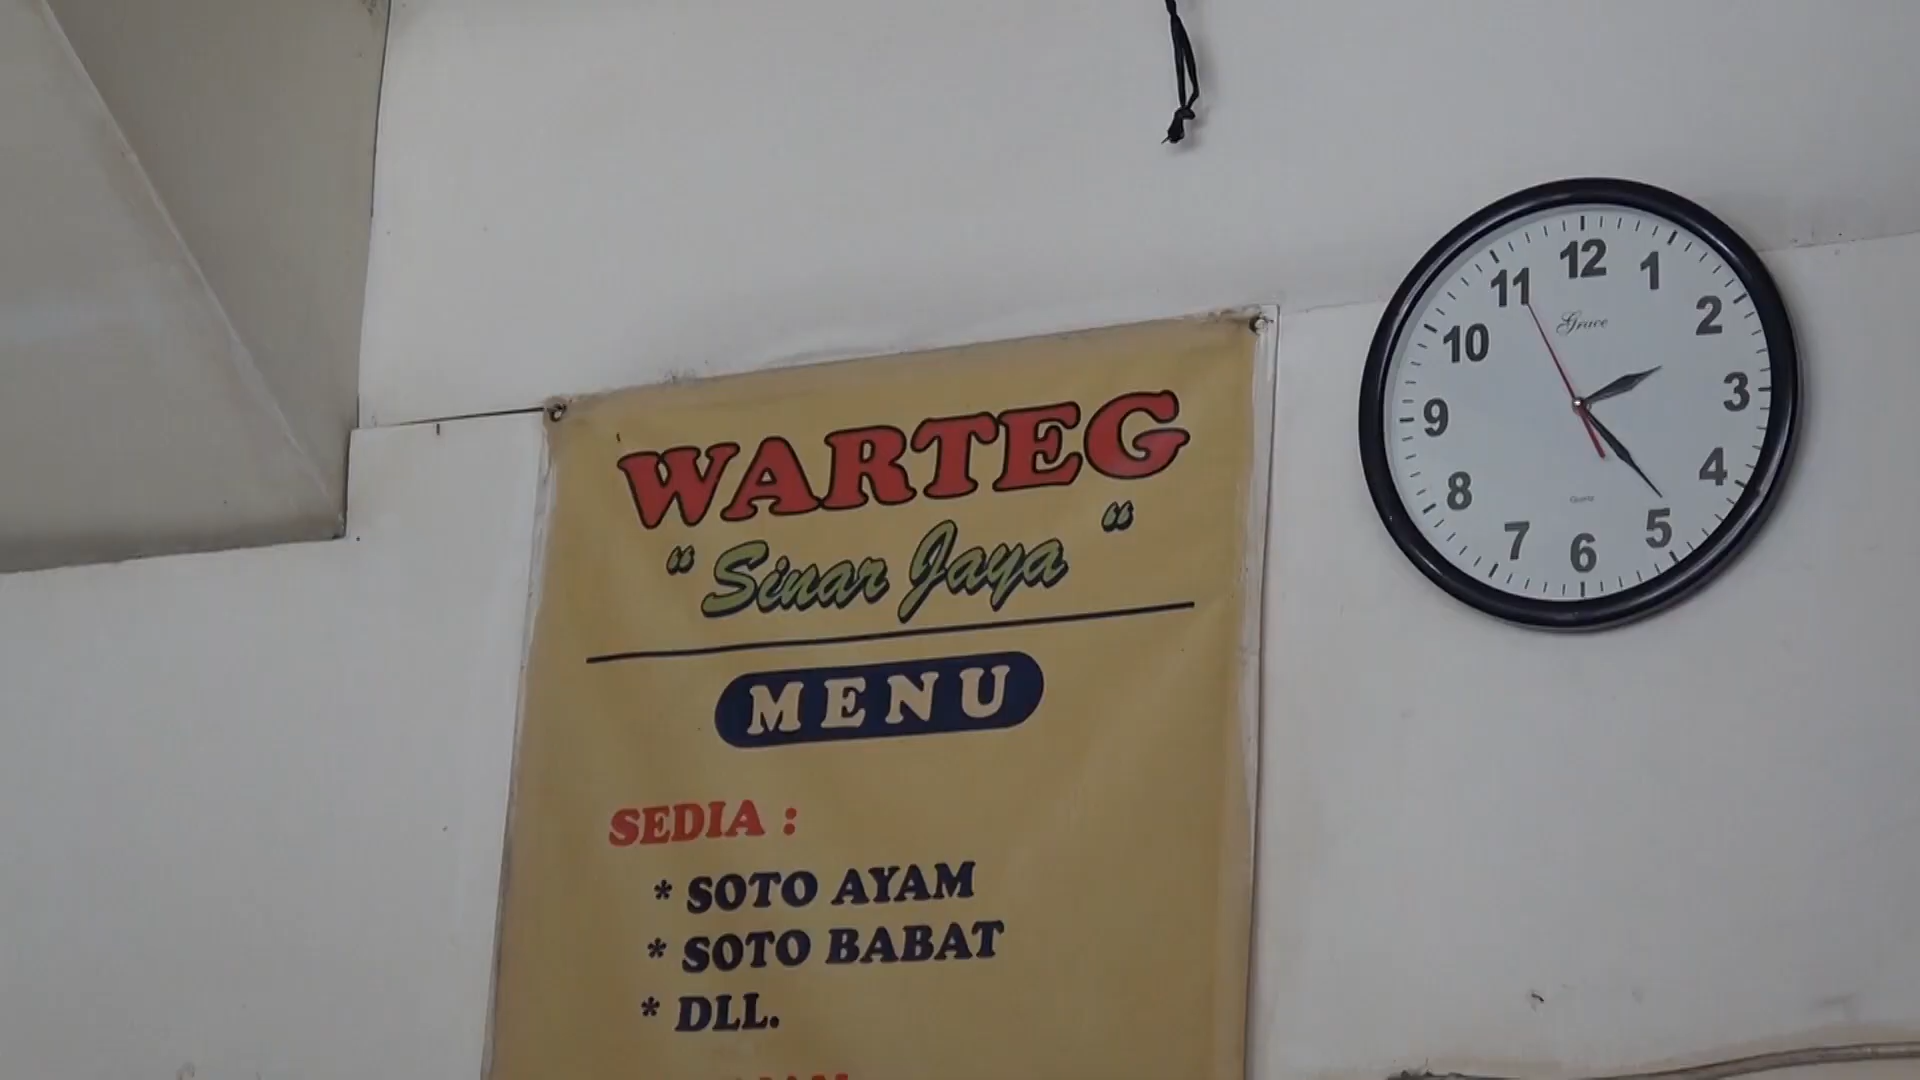 WARTEG
“ Sinar Jaya “
MENU
SEDIA :
* SOTO AYAM
* SOTO BABAT
* DLL.
12
1
2
3
4
5
6
7
8
9
10
11
Grace
Quartz